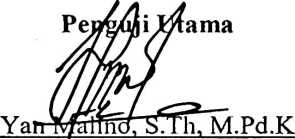 Penguji Utama
Yan Malino, S.Th, M.Pd.K